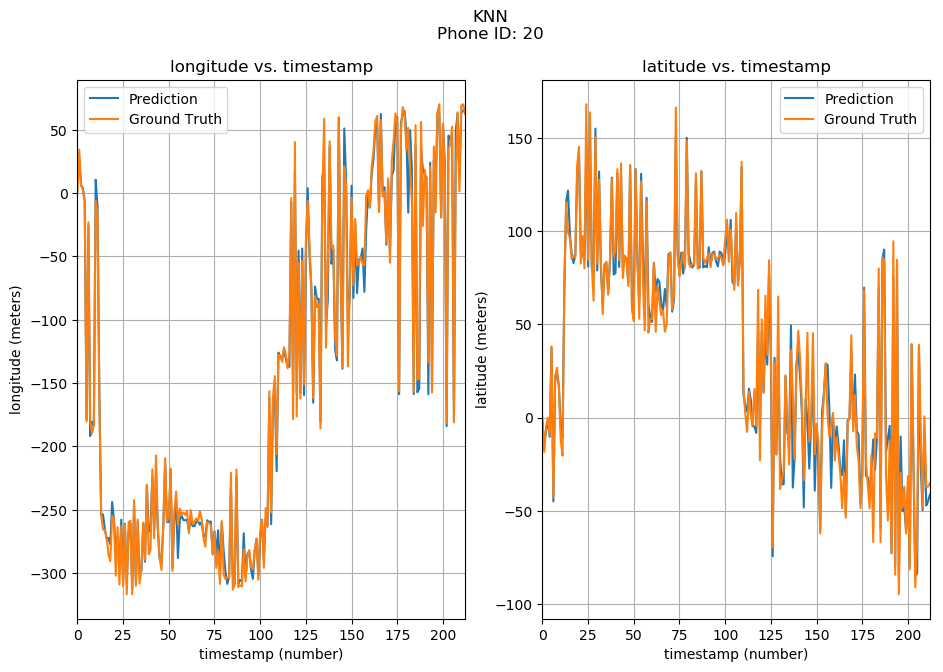 KNN
Phone ID: 20
longitude vs. timestamp
Prediction
Ground Truth
longitude (meters)
50
0
−50
−100
−150
−200
−250
−300
0
25
50
75
100
125
150
175
200
timestamp (number)
latitude vs. timestamp
Prediction
Ground Truth
latitude (meters)
150
100
50
0
−50
−100
0
25
50
75
100
125
150
175
200
timestamp (number)